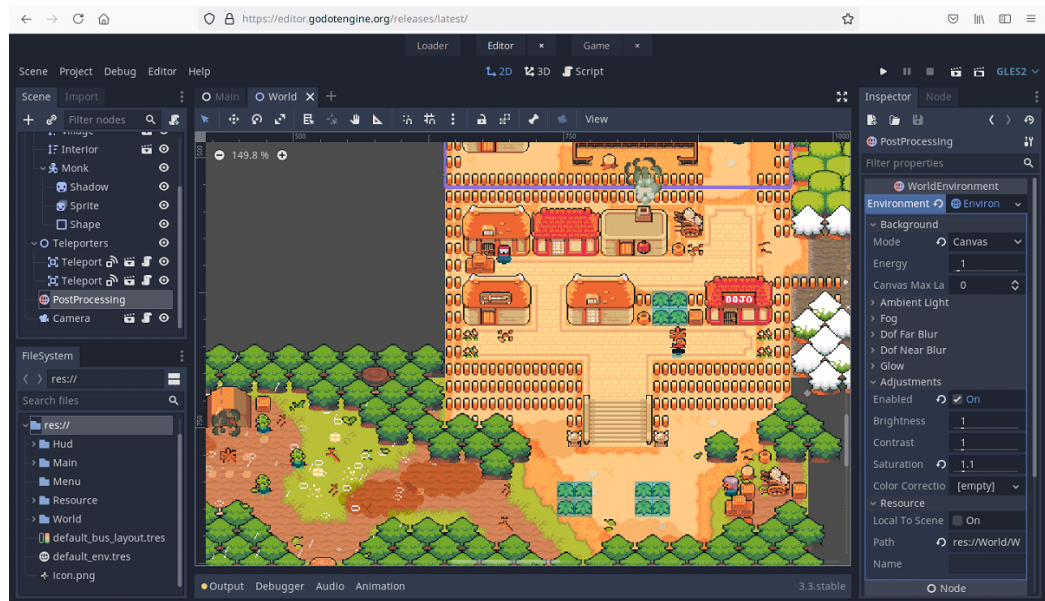 https://editor.godotengine.org/releases/latest/
Loader Editor × Game ×
Scene Project Debug Editor Help
2D 3D Script
GLES2
Scene Import
Filter nodes
Village
Interior
Monk
Shadow
Sprite
Shape
Teleporters
Teleport
Teleport
PostProcessing
Camera
FileSystem
res://
Search files
res://
Hud
Main
Menu
Resource
World
default_bus_layout.tres
default_env.tres
icon.png
Main World X +
View
500 750 1000
500
149.8 %
DOJO
750
Output Debugger Audio Animation
3.3.stable
Inspector Node
PostProcessing
Filter properties
WorldEnvironment
Environment Environ
Background
Mode Canvas
Energy 1
Canvas Max La 0
Ambient Light
Fog
Dof Far Blur
Dof Near Blur
Glow
Adjustments
Enabled On
Brightness 1
Contrast 1
Saturation 1.1
Color Correctio [empty]
Resource
Local To Scene On
Path res://World/W
Name
Node